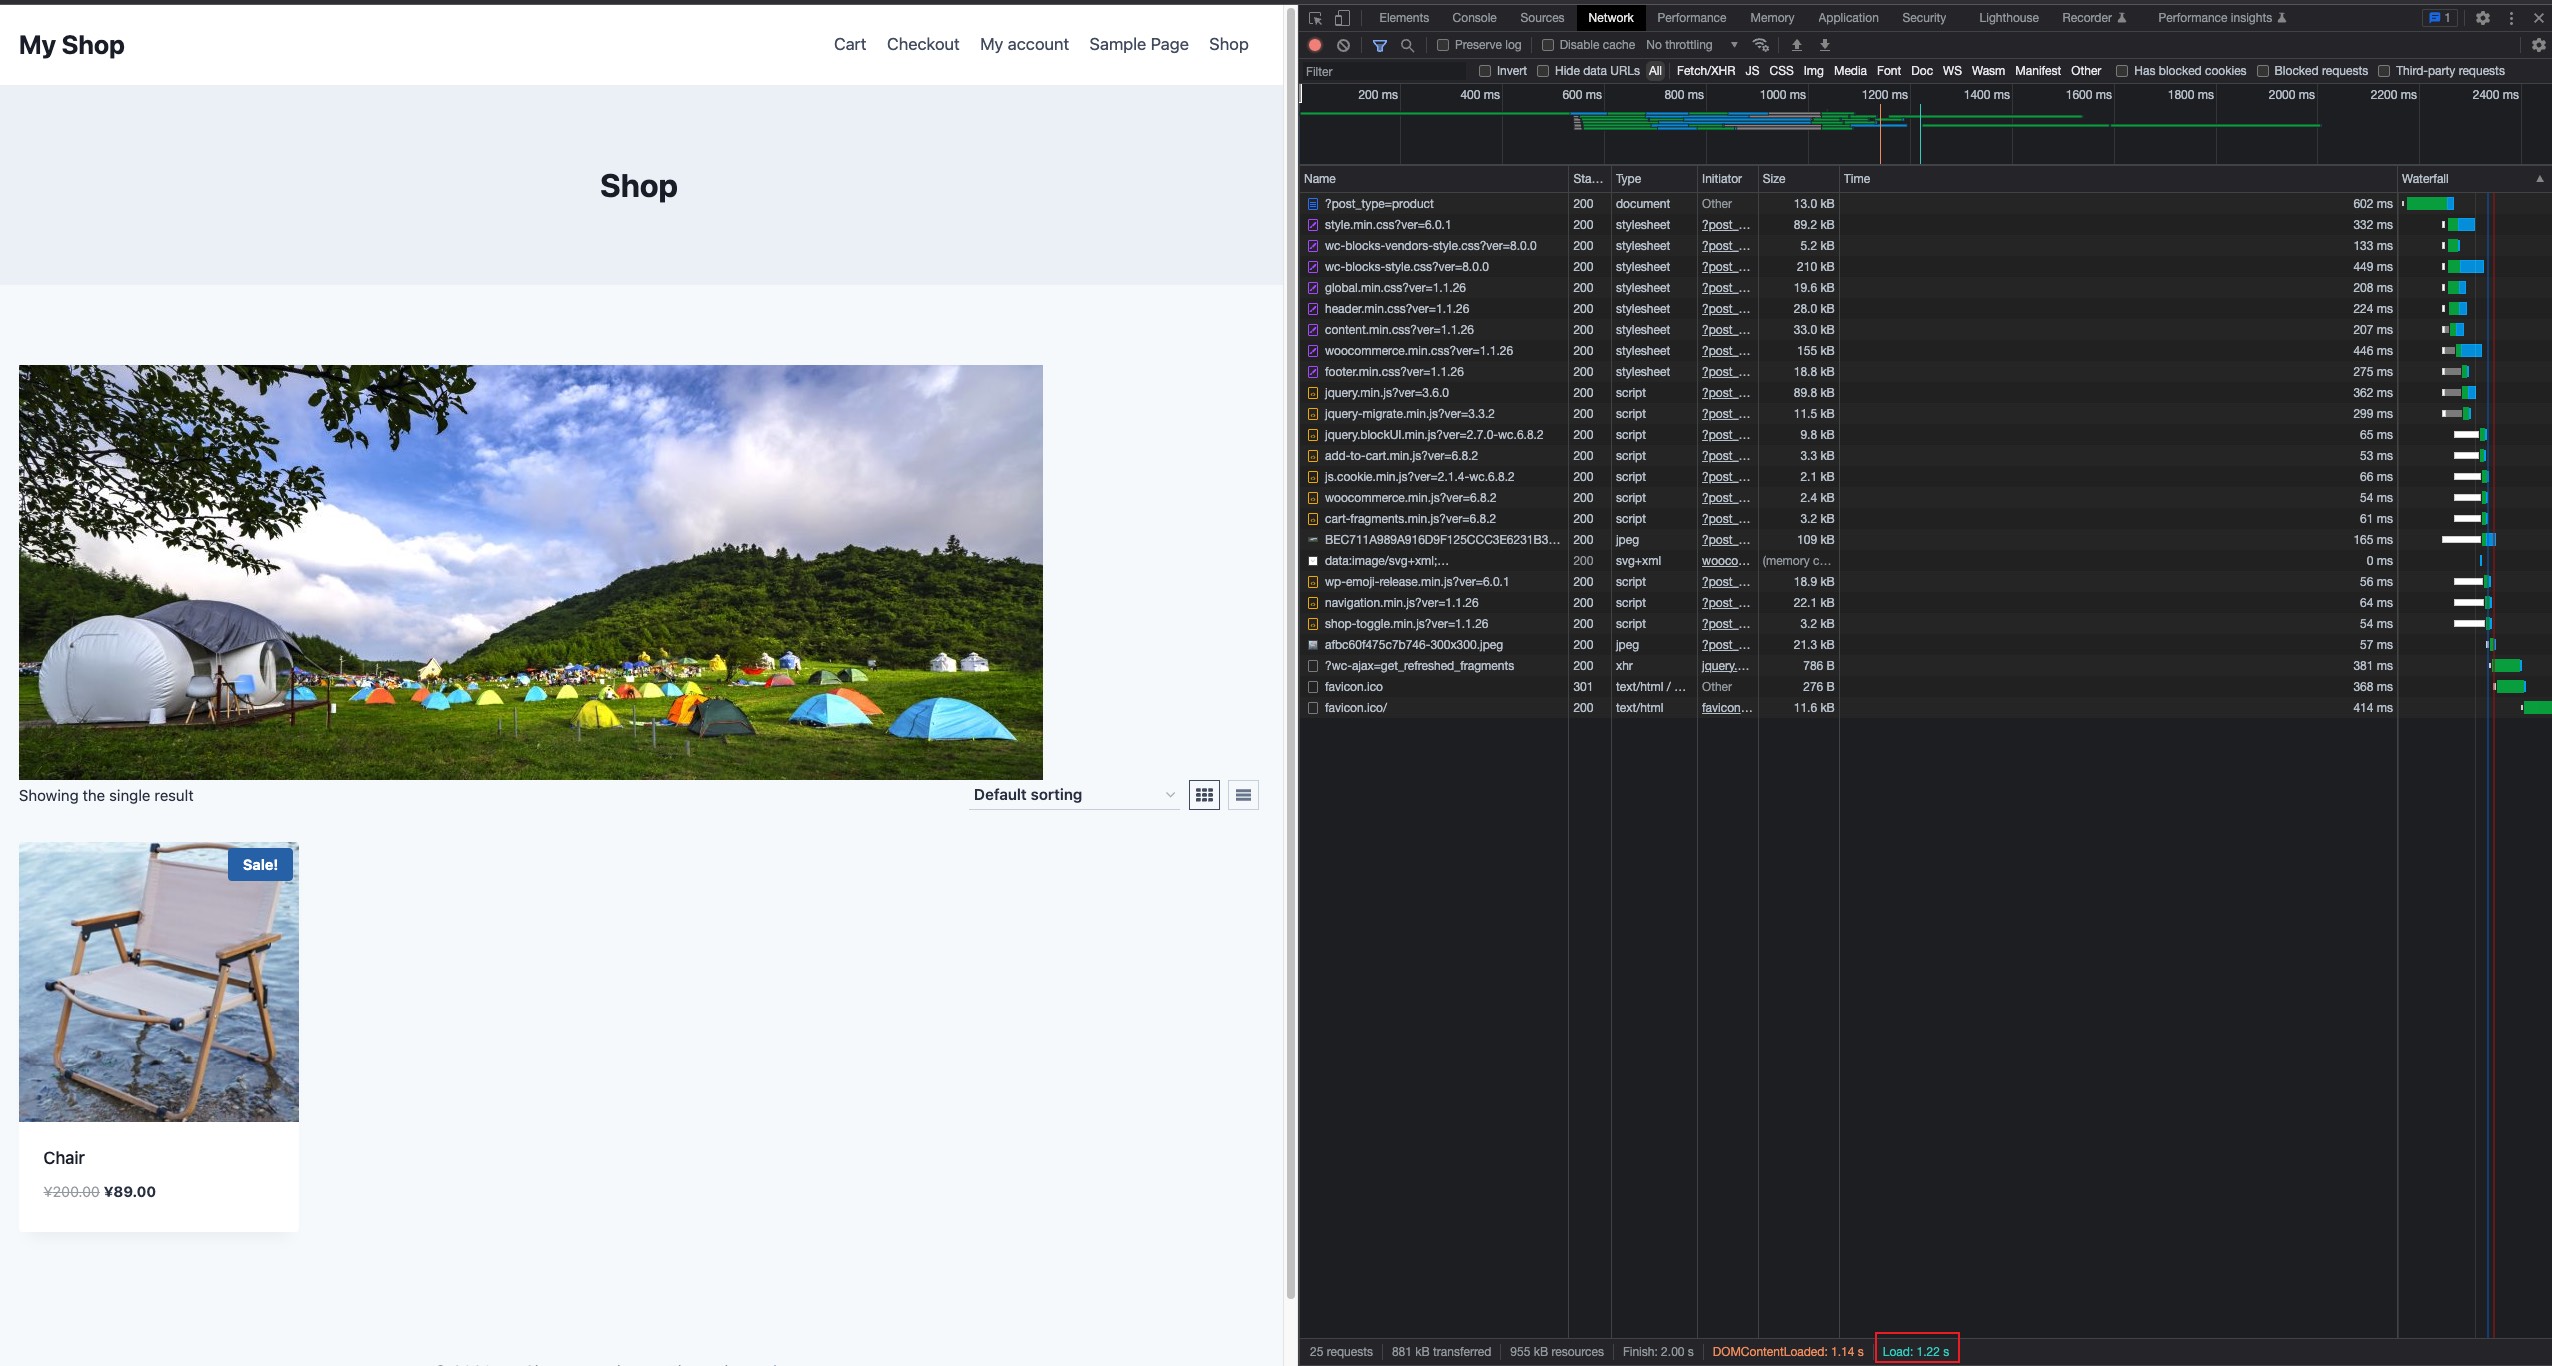 My Shop
Cart Checkout My account Sample Page Shop
Shop
Showing the single result
Default sorting
Sale!
Chair
¥200.00 ¥89.00
Elements Console Sources Network Performance Memory Application Security Lighthouse Recorder Performance insights 1
Preserve log Disable cache No throttling
Filter Invert Hide data URLs All Fetch/XHR JS CSS Img Media Font Doc WS Wasm Manifest Other Has blocked cookies Blocked requests Third-party requests
200 ms 400 ms 600 ms 800 ms 1000 ms 1200 ms 1400 ms 1600 ms 1800 ms 2000 ms 2200 ms 2400 ms
Name Sta... Type Initiator Size Time Waterfall
?post_type=product 200 document Other 13.0 kB 602 ms
style.min.css?ver=6.0.1 200 stylesheet ?post_... 89.2 kB 332 ms
wc-blocks-vendors-style.css?ver=8.0.0 200 stylesheet ?post_... 5.2 kB 133 ms
wc-blocks-style.css?ver=8.0.0 200 stylesheet ?post_... 210 kB 449 ms
global.min.css?ver=1.1.26 200 stylesheet ?post_... 19.6 kB 208 ms
header.min.css?ver=1.1.26 200 stylesheet ?post_... 28.0 kB 224 ms
content.min.css?ver=1.1.26 200 stylesheet ?post_... 33.0 kB 207 ms
woocommerce.min.css?ver=1.1.26 200 stylesheet ?post_... 155 kB 446 ms
footer.min.css?ver=1.1.26 200 stylesheet ?post_... 18.8 kB 275 ms
jquery.min.js?ver=3.6.0 200 script ?post_... 89.8 kB 362 ms
jquery-migrate.min.js?ver=3.3.2 200 script ?post_... 11.5 kB 299 ms
jquery.blockUI.min.js?ver=2.7.0-wc.6.8.2 200 script ?post_... 9.8 kB 65 ms
add-to-cart.min.js?ver=6.8.2 200 script ?post_... 3.3 kB 53 ms
js.cookie.min.js?ver=2.1.4-wc.6.8.2 200 script ?post_... 2.1 kB 66 ms
woocommerce.min.js?ver=6.8.2 200 script ?post_... 2.4 kB 54 ms
cart-fragments.min.js?ver=6.8.2 200 script ?post_... 3.2 kB 61 ms
BEC711A989A916D9F125CCC3E6231B3... 200 jpeg ?post_... 109 kB 165 ms
data:image/svg+xml;... 200 svg+xml wooco... (memory c... 0 ms
wp-emoji-release.min.js?ver=6.0.1 200 script ?post_... 18.9 kB 56 ms
navigation.min.js?ver=1.1.26 200 script ?post_... 22.1 kB 64 ms
shop-toggle.min.js?ver=1.1.26 200 script ?post_... 3.2 kB 54 ms
afbc60f475c7b746-300x300.jpeg 200 jpeg ?post_... 21.3 kB 57 ms
?wc-ajax=get_refreshed_fragments 200 xhr jquery.... 786 B 381 ms
favicon.ico 301 text/html / ... Other 276 B 368 ms
favicon.ico/ 200 text/html favicon... 11.6 kB 414 ms
25 requests 881 kB transferred 955 kB resources Finish: 2.00 s DOMContentLoaded: 1.14 s Load: 1.22 s